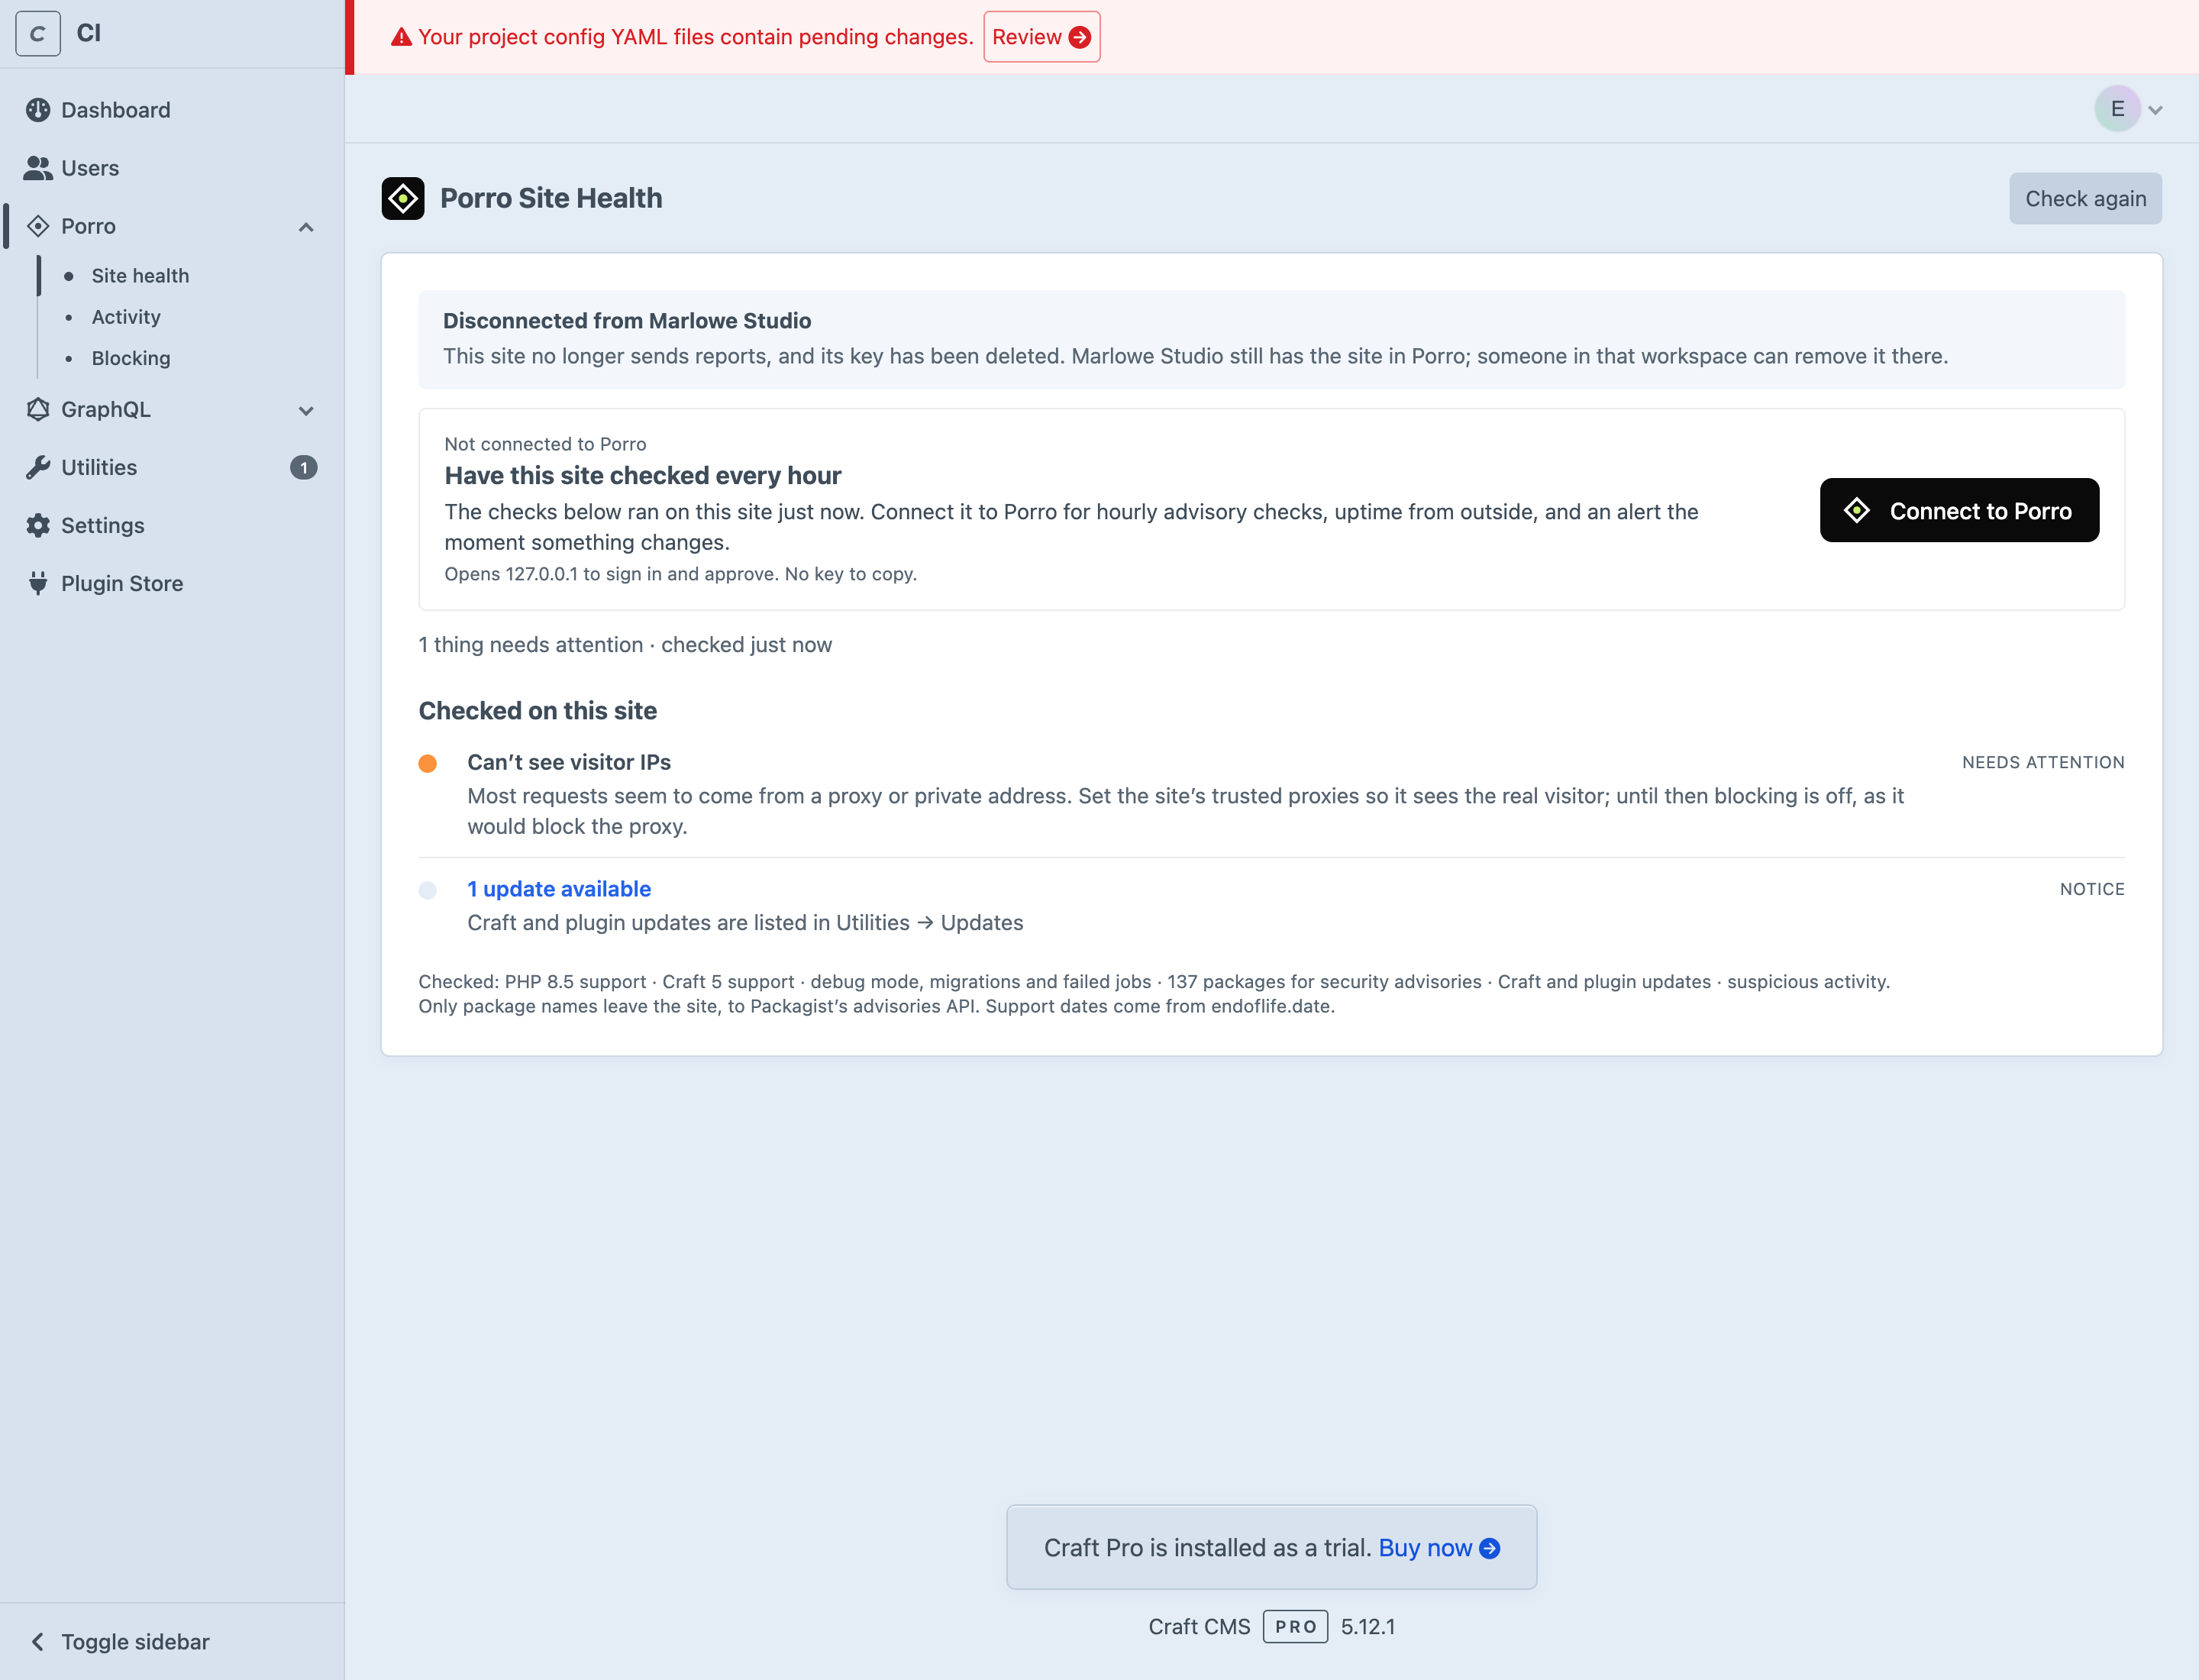 C CI
Your project config YAML files contain pending changes. Review
E
Dashboard
Users
Porro
Site health
Activity
Blocking
GraphQL
Utilities 1
Settings
Plugin Store
Toggle sidebar
Porro Site Health
Check again
Disconnected from Marlowe Studio
This site no longer sends reports, and its key has been deleted. Marlowe Studio still has the site in Porro; someone in that workspace can remove it there.
Not connected to Porro
Have this site checked every hour
The checks below ran on this site just now. Connect it to Porro for hourly advisory checks, uptime from outside, and an alert the
moment something changes.
Opens 127.0.0.1 to sign in and approve. No key to copy.
Connect to Porro
1 thing needs attention · checked just now
Checked on this site
Can’t see visitor IPs NEEDS ATTENTION
Most requests seem to come from a proxy or private address. Set the site’s trusted proxies so it sees the real visitor; until then blocking is off, as it
would block the proxy.
1 update available NOTICE
Craft and plugin updates are listed in Utilities → Updates
Checked: PHP 8.5 support · Craft 5 support · debug mode, migrations and failed jobs · 137 packages for security advisories · Craft and plugin updates · suspicious activity.
Only package names leave the site, to Packagist’s advisories API. Support dates come from endoflife.date.
Craft Pro is installed as a trial. Buy now
Craft CMS PRO 5.12.1